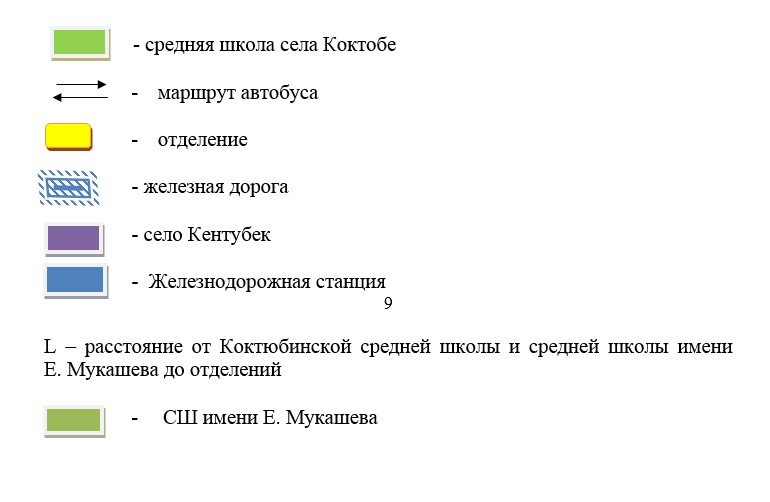 - средняя школа села Коктобе
- маршрут автобуса
- отделение
- железная дорога
- село Кентубек
- Железнодорожная станция
9
L – расстояние от Коктюбинской средней школы и средней школы имени
Е. Мукашева до отделений
- СШ имени Е. Мукашева